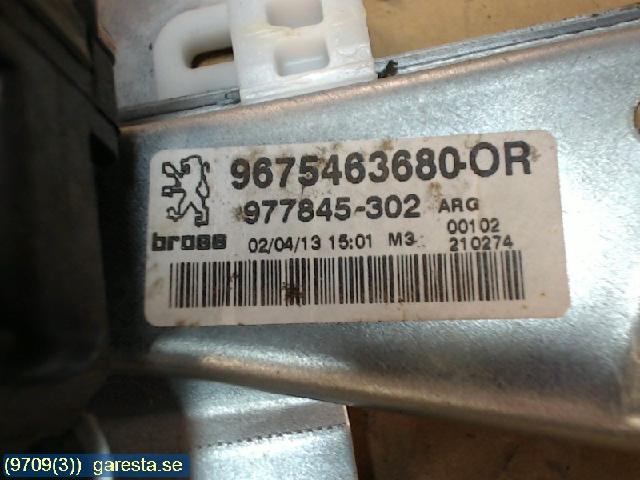 9675463680-OR
977845-302 ARG
brose 02/04/13 15:01 M3 00102
210274
(9709(3)) garesta.se